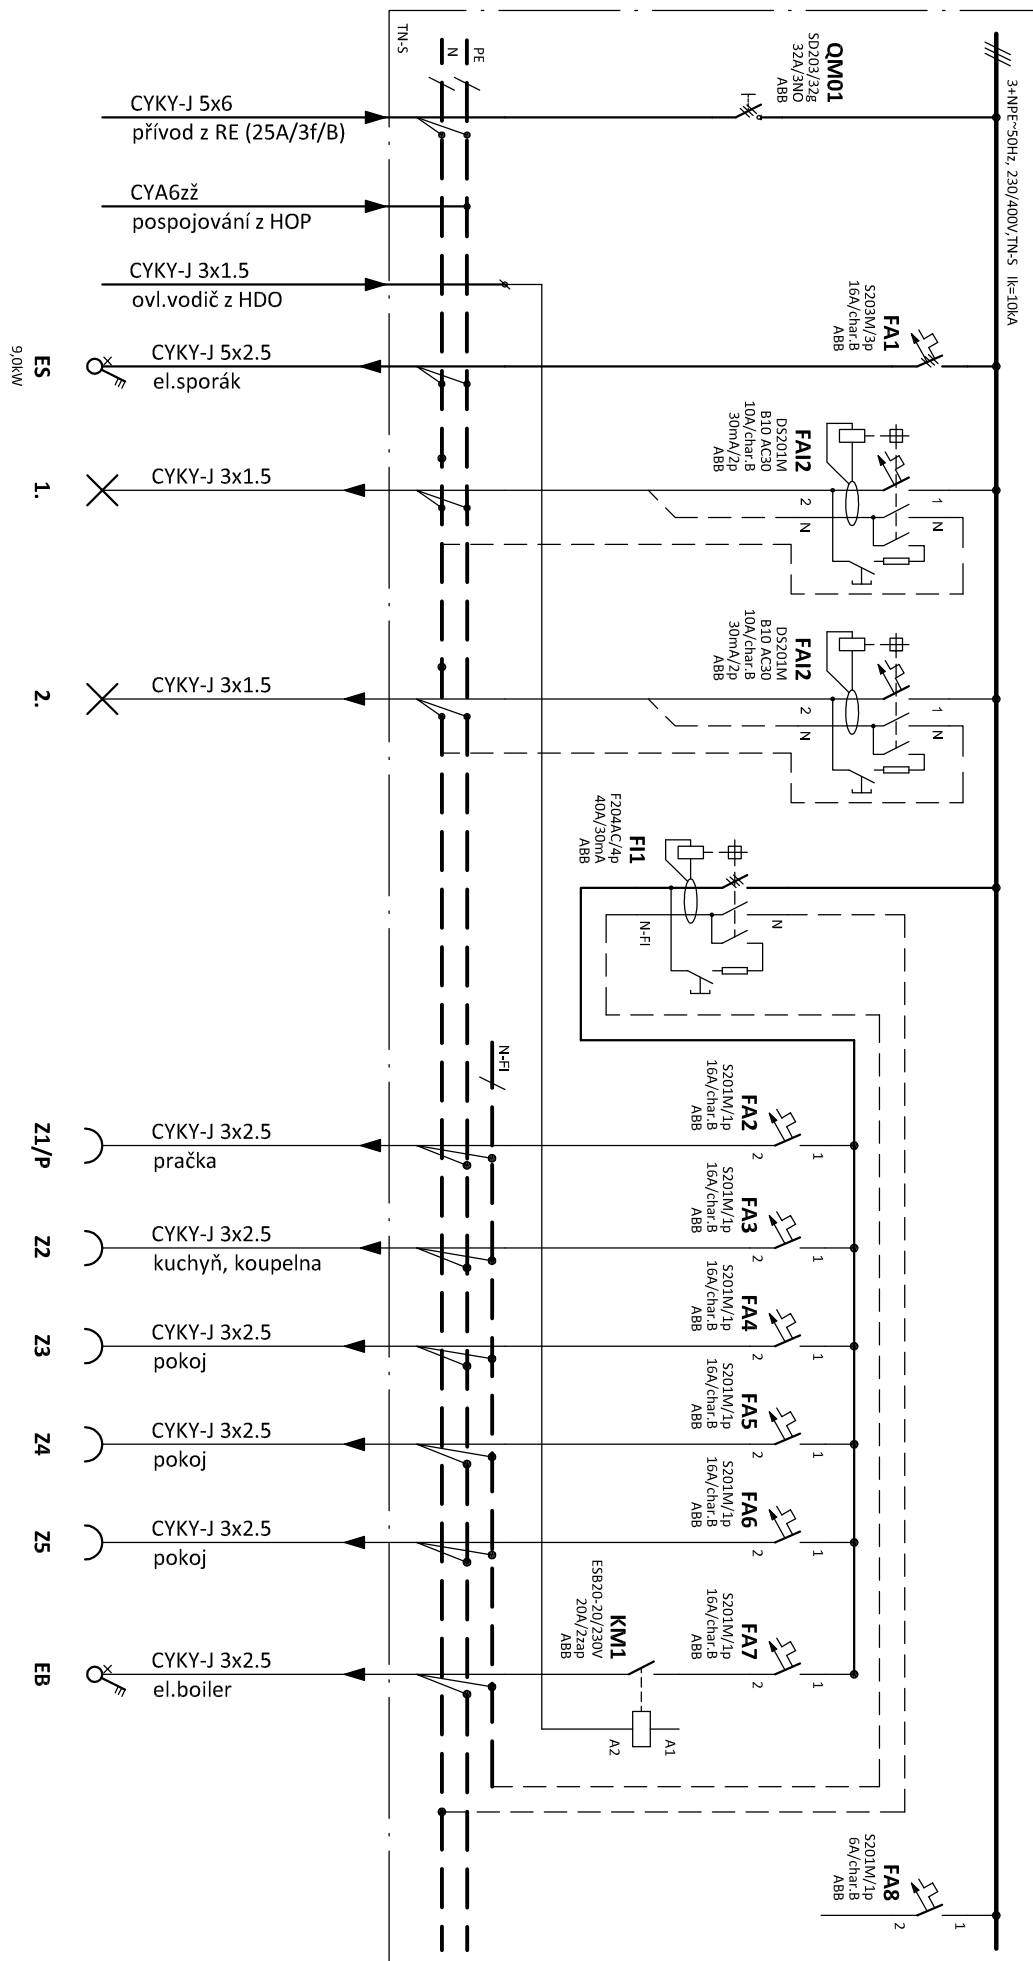 3+NPE~50Hz, 230/400V,TN-S Ik=10kA
TN-S
N
PE
QM01
SD203/32g
32A/3NO
ABB
CYKY-J 5x6
přívod z RE (25A/3f/B)
CYA6zž
pospojování z HOP
CYKY-J 3x1.5
ovl.vodič z HDO
FA1
S203M/3p
16A/char.B
ABB
CYKY-J 5x2.5
el.sporák
ES
9,0kW
FAI2
DS201M
B10 AC30
10A/char.B
30mA/2p
ABB
1
N
2
N
CYKY-J 3x1.5
1.
FAI2
DS201M
B10 AC30
10A/char.B
30mA/2p
ABB
1
N
2
N
CYKY-J 3x1.5
2.
FI1
F204AC/4p
40A/30mA
ABB
N
N-FI
N-FI
FA2
S201M/1p
16A/char.B
ABB
1
2
CYKY-J 3x2.5
pračka
Z1/P
FA3
S201M/1p
16A/char.B
ABB
1
2
CYKY-J 3x2.5
kuchyň, koupelna
Z2
FA4
S201M/1p
16A/char.B
ABB
1
2
CYKY-J 3x2.5
pokoj
Z3
FA5
S201M/1p
16A/char.B
ABB
1
2
CYKY-J 3x2.5
pokoj
Z4
FA6
S201M/1p
16A/char.B
ABB
1
2
CYKY-J 3x2.5
pokoj
Z5
FA7
S201M/1p
16A/char.B
ABB
1
2
KM1
ESB20-20/230V
20A/2zap
ABB
A1
A2
CYKY-J 3x2.5
el.boiler
EB
FA8
S201M/1p
6A/char.B
ABB
1
2